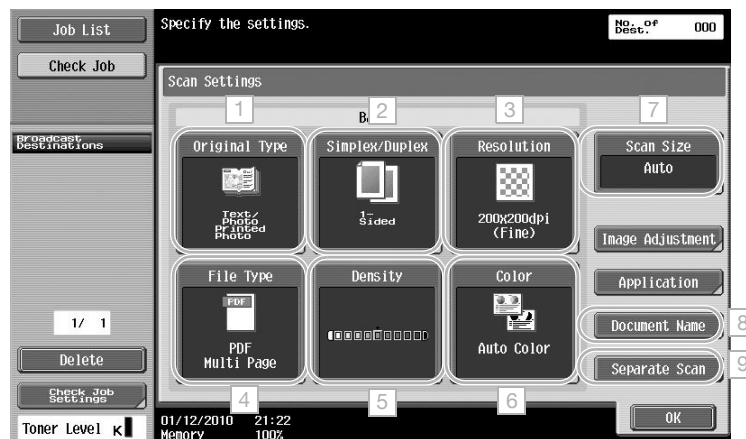 Job List
Check Job
Broadcast
Destinations
1/ 1
Delete
Check Job
Settings
Toner Level K
Specify the settings.
No. of
Dest.
000
Scan Settings
1
2
3
7
Original Type
Text/
Photo
Printed
Photo
Simplex/Duplex
1-
Sided
Resolution
200x200dpi
(Fine)
Scan Size
Auto
Image Adjustment
Application
File Type
PDF
PDF
Multi Page
Density
Color
Auto Color
Document Name
8
Separate Scan
9
4
5
6
01/12/2010 21:22
Memory 100%
OK